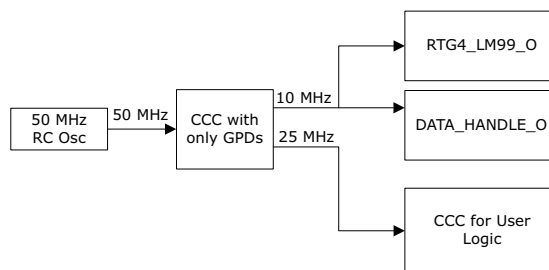 50 MHz
RC Osc
50 MHz
CCC with
only GPDs
10 MHz
25 MHz
RTG4_LM99_O
DATA_HANDLE_O
CCC for User
Logic